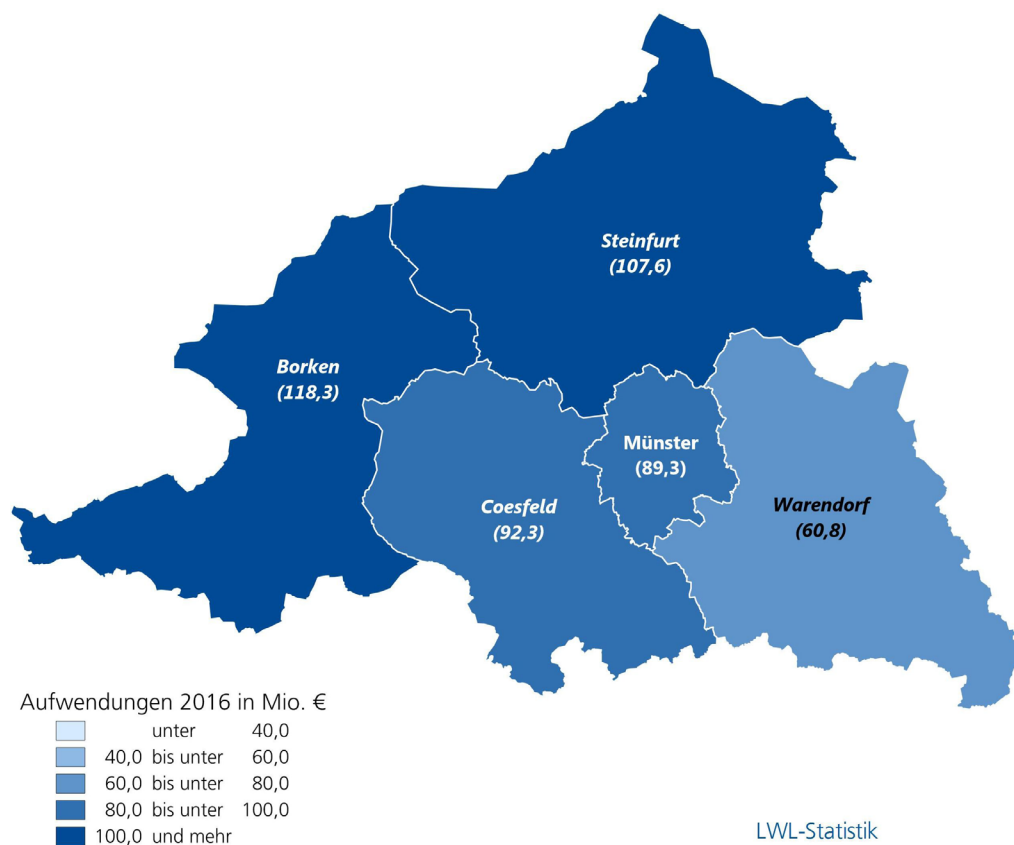 Steinfurt
(107,6)
Borken
(118,3)
Münster
(89,3)
Coesfeld
(92,3)
Warendorf
(60,8)
Aufwendungen 2016 in Mio. €
unter 40,0
40,0 bis unter 60,0
60,0 bis unter 80,0
80,0 bis unter 100,0
100,0 und mehr
LWL-Statistik